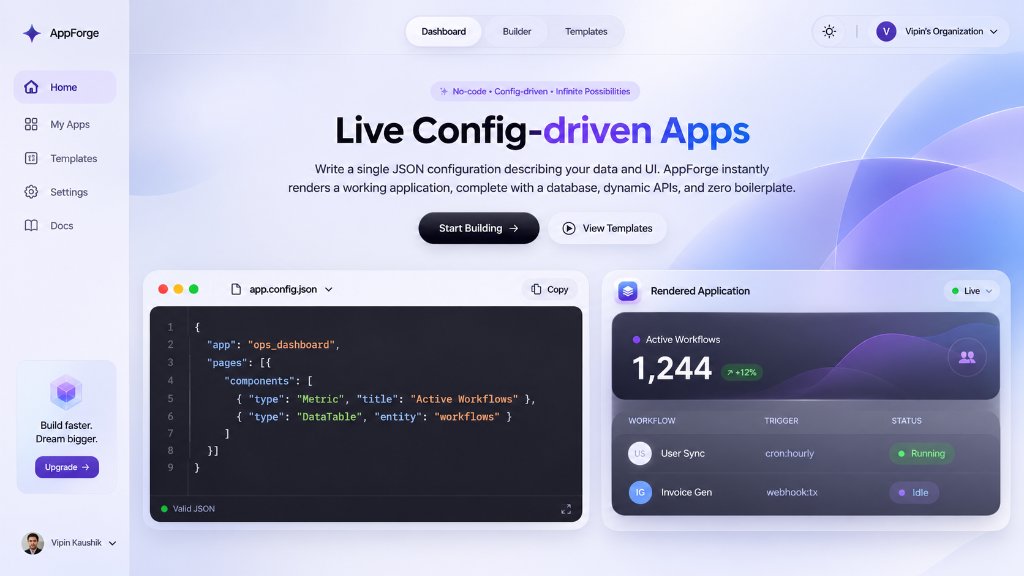 AppForge
Dashboard
Builder
Templates
V
Vipin's Organization
Home
My Apps
Templates
Settings
Docs
No-code • Config-driven • Infinite Possibilities
Live Config-driven Apps
Write a single JSON configuration describing your data and UI. AppForge instantly
renders a working application, complete with a database, dynamic APIs, and zero boilerplate.
Start Building →
View Templates
app.config.json
Copy
1 {
2 "app": "ops_dashboard",
3 "pages": [{
4 "components": [
5 { "type": "Metric", "title": "Active Workflows" },
6 { "type": "DataTable", "entity": "workflows" }
7 ]
8 }]
9 }
Valid JSON
Rendered Application
Live
Active Workflows
1,244
↗ +12%
WORKFLOW TRIGGER STATUS
US User Sync cron:hourly Running
IG Invoice Gen webhook:tx Idle
Build faster.
Dream bigger.
Upgrade →
Vipin Kaushik